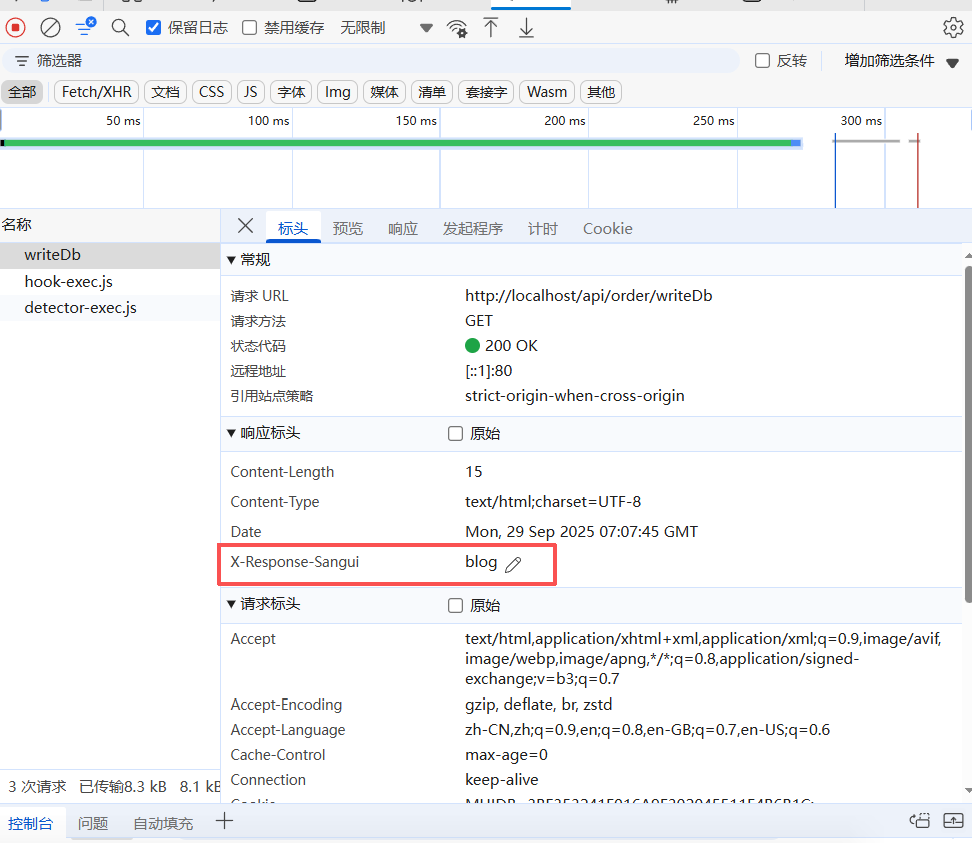 保留日志 禁用缓存 无限制
筛选器 反转 增加筛选条件
全部 Fetch/XHR 文档 CSS JS 字体 Img 媒体 清单 套接字 Wasm 其他
50 ms 100 ms 150 ms 200 ms 250 ms 300 ms
名称
writeDb
hook-exec.js
detector-exec.js
3 次请求 已传输8.3 kB 8.1 kB
标头 预览 响应 发起程序 计时 Cookie
常规
请求 URL http://localhost/api/order/writeDb
请求方法 GET
状态代码 200 OK
远程地址 [::1]:80
引用站点策略 strict-origin-when-cross-origin
响应标头 原始
Content-Length 15
Content-Type text/html;charset=UTF-8
Date Mon, 29 Sep 2025 07:07:45 GMT
X-Response-Sangui blog
请求标头 原始
Accept text/html,application/xhtml+xml,application/xml;q=0.9,image/avif,
image/webp,image/apng,*/*;q=0.8,application/signed-
exchange;v=b3;q=0.7
Accept-Encoding gzip, deflate, br, zstd
Accept-Language zh-CN,zh;q=0.9,en;q=0.8,en-GB;q=0.7,en-US;q=0.6
Cache-Control max-age=0
Connection keep-alive
控制台 问题 自动填充